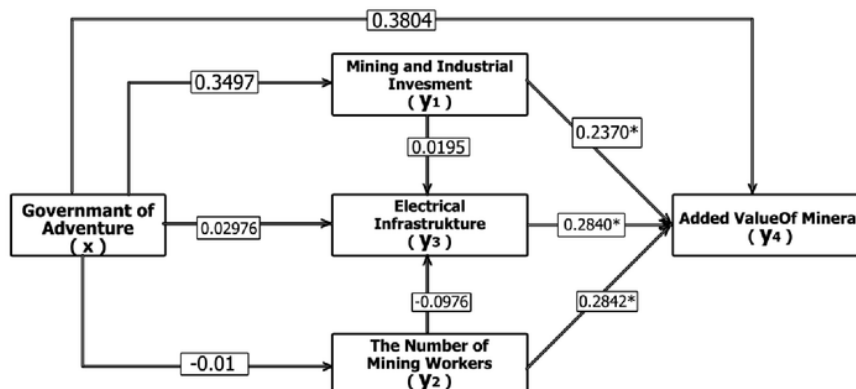 0.3804
Mining and Industrial
Invesment
(y1)
0.3497
0.2370*
0.0195
Governmant of
Adventure
(x)
0.02976
Electrical
Infrastrukture
(y3)
0.2840*
Added ValueOf Minera
(y4)
-0.0976
0.2842*
-0.01
The Number of
Mining Workers
(y2)